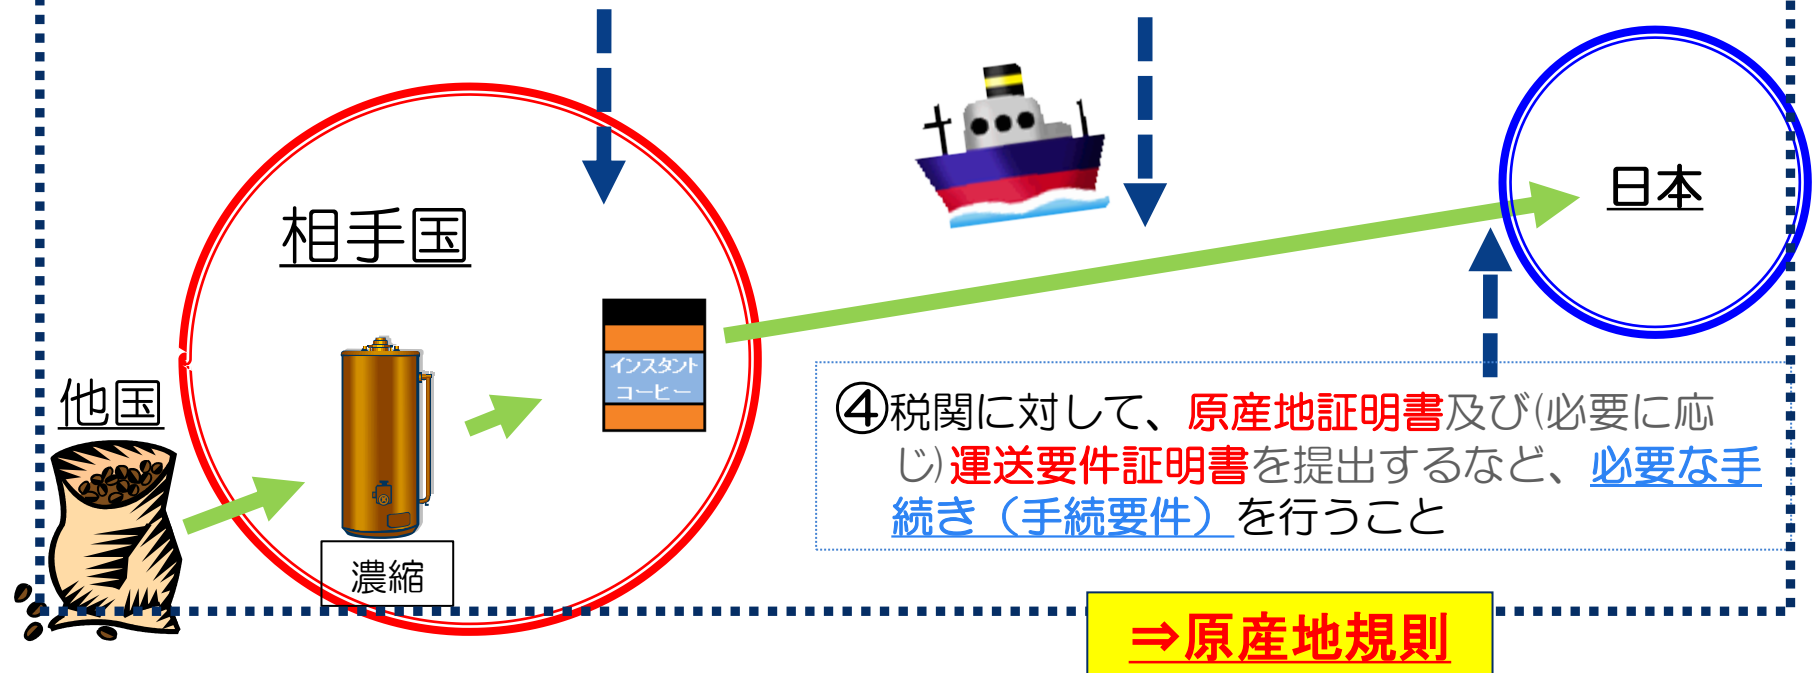 日本
相手国
インスタント
コーヒー
他国
④税関に対して、原産地証明書及び(必要に応
じ)運送要件証明書を提出するなど、必要な手
続き（手続要件）を行うこと
濃縮
⇒原産地規則